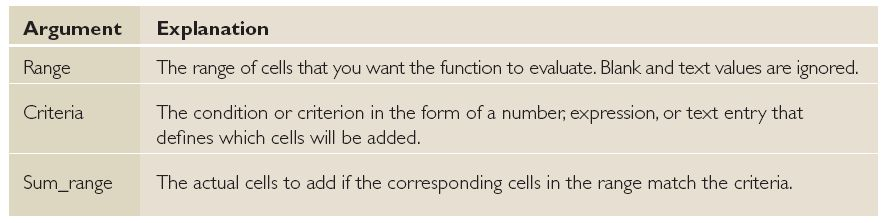 Argument Explanation
Range The range of cells that you want the function to evaluate. Blank and text values are ignored.
Criteria The condition or criterion in the form of a number, expression, or text entry that
defines which cells will be added.
Sum_range The actual cells to add if the corresponding cells in the range match the criteria.